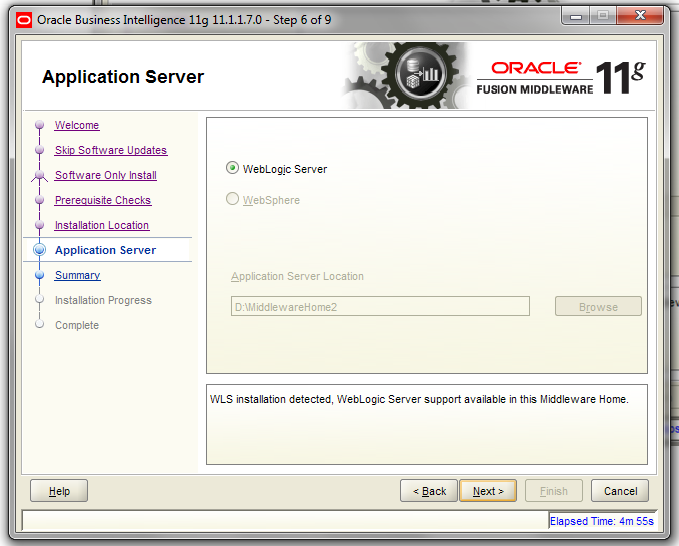 Oracle Business Intelligence 11g 11.1.1.7.0 - Step 6 of 9
Application Server
ORACLE
FUSION MIDDLEWARE 11g
Welcome
Skip Software Updates
Software Only Install
Prerequisite Checks
Installation Location
Application Server
Summary
Installation Progress
Complete
WebLogic Server
WebSphere
Application Server Location
D:\MiddlewareHome2
Browse
WLS installation detected, WebLogic Server support available in this Middleware Home.
Help
< Back
Next >
Finish
Cancel
Elapsed Time: 4m 55s